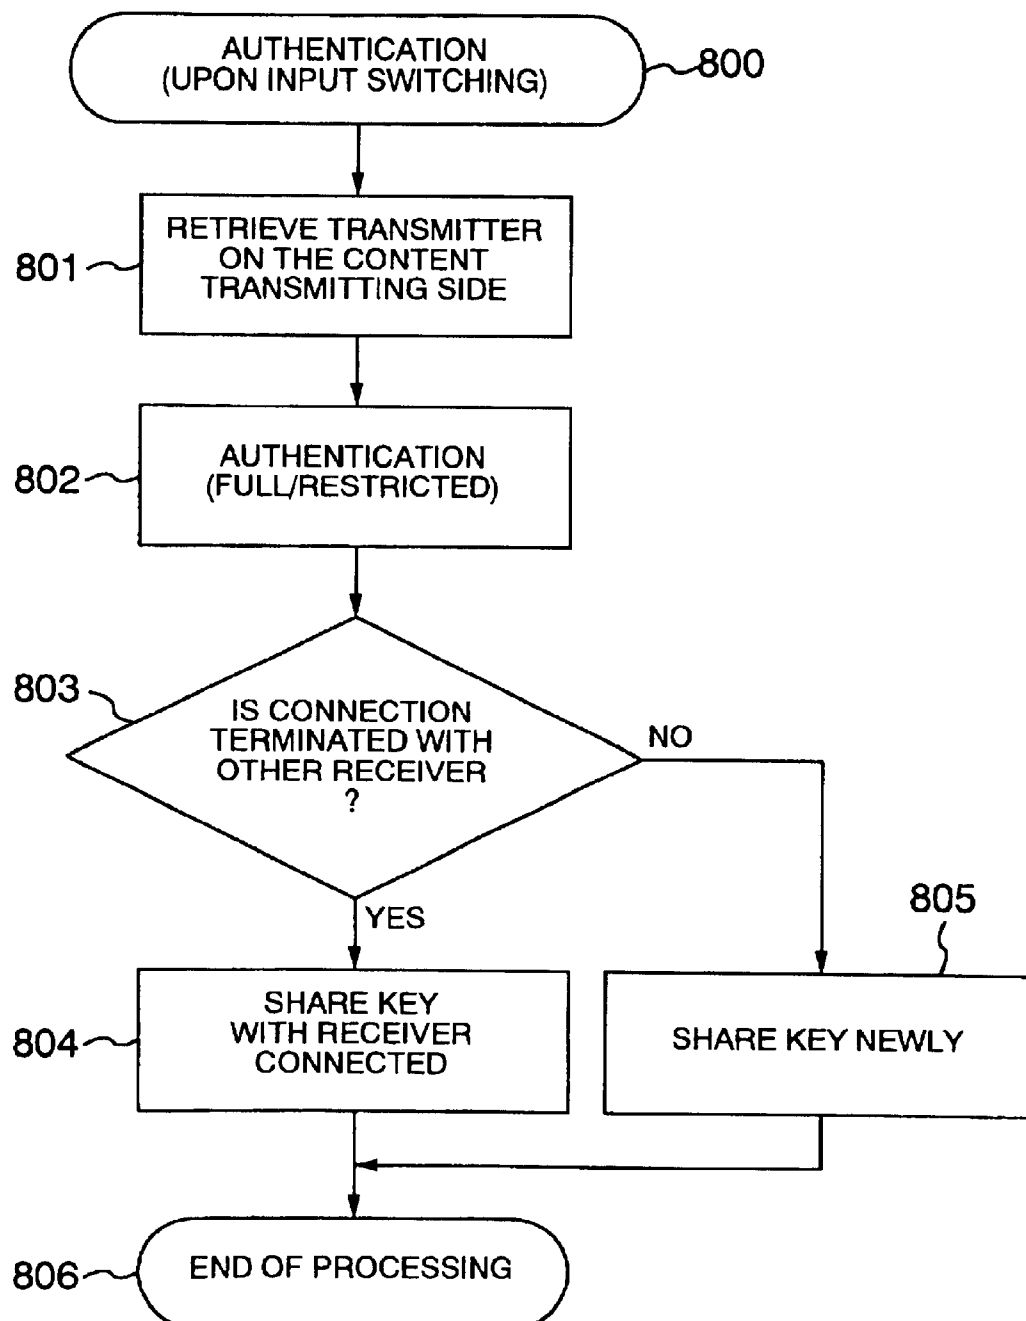 AUTHENTICATION
(UPON INPUT SWITCHING)
800
RETRIEVE TRANSMITTER
ON THE CONTENT
TRANSMITTING SIDE
801
AUTHENTICATION
(FULL/RESTRICTED)
802
803
IS CONNECTION
TERMINATED WITH
OTHER RECEIVER
?
NO
YES
805
SHARE KEY
WITH RECEIVER
CONNECTED
804
SHARE KEY NEWLY
END OF PROCESSING
806